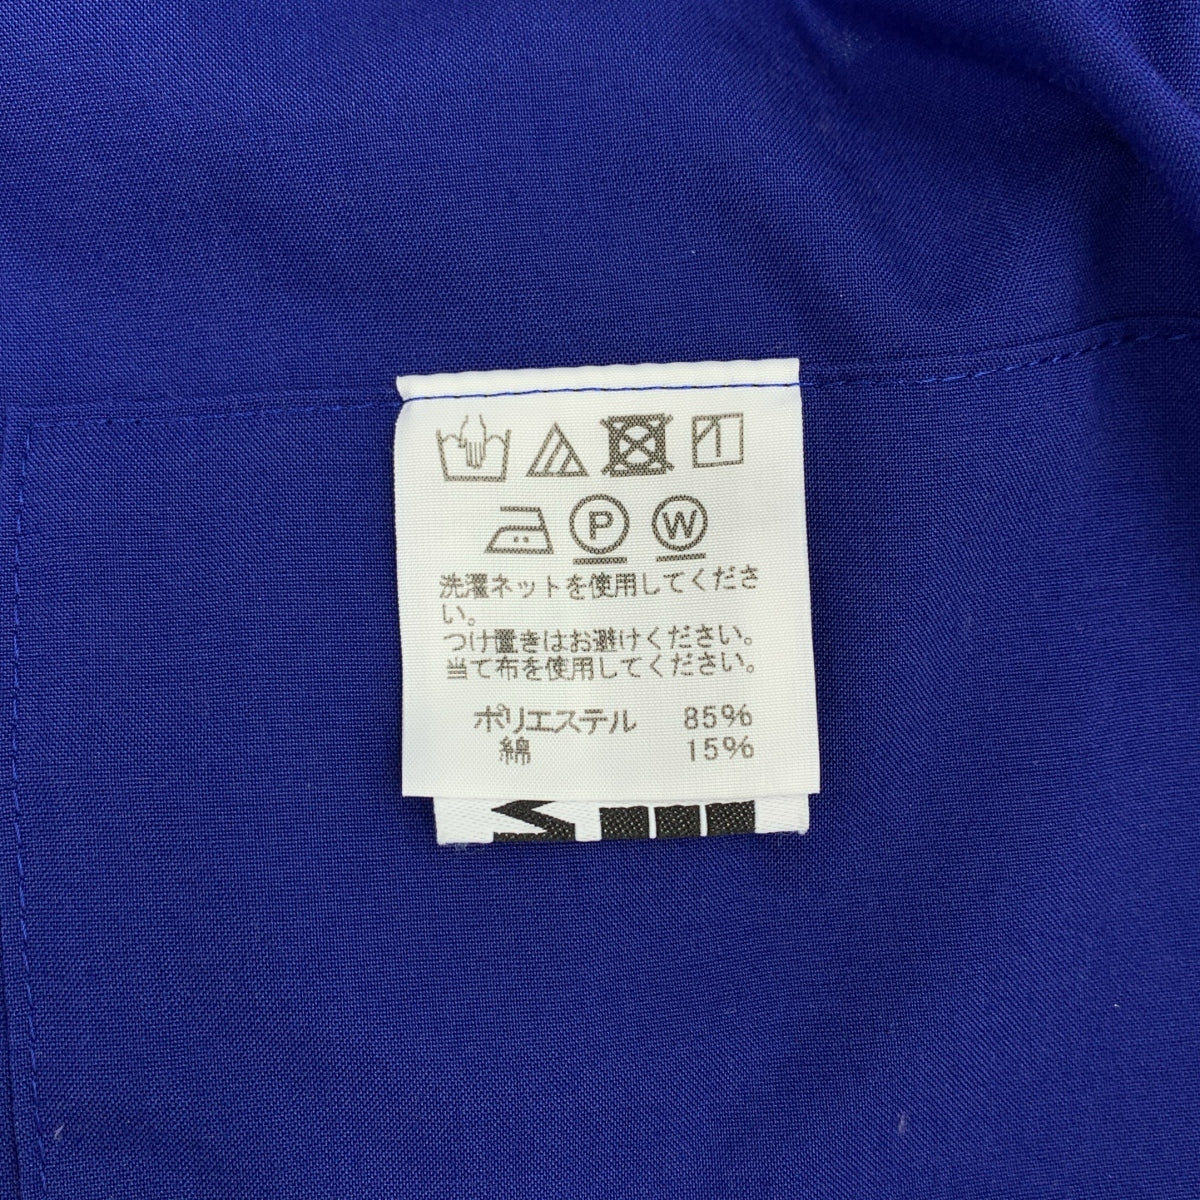 P W
洗濯ネットを使用してくださ
い。
つけ置きはお避けください。
当て布を使用してください。
ポリエステル 85%
綿 15%